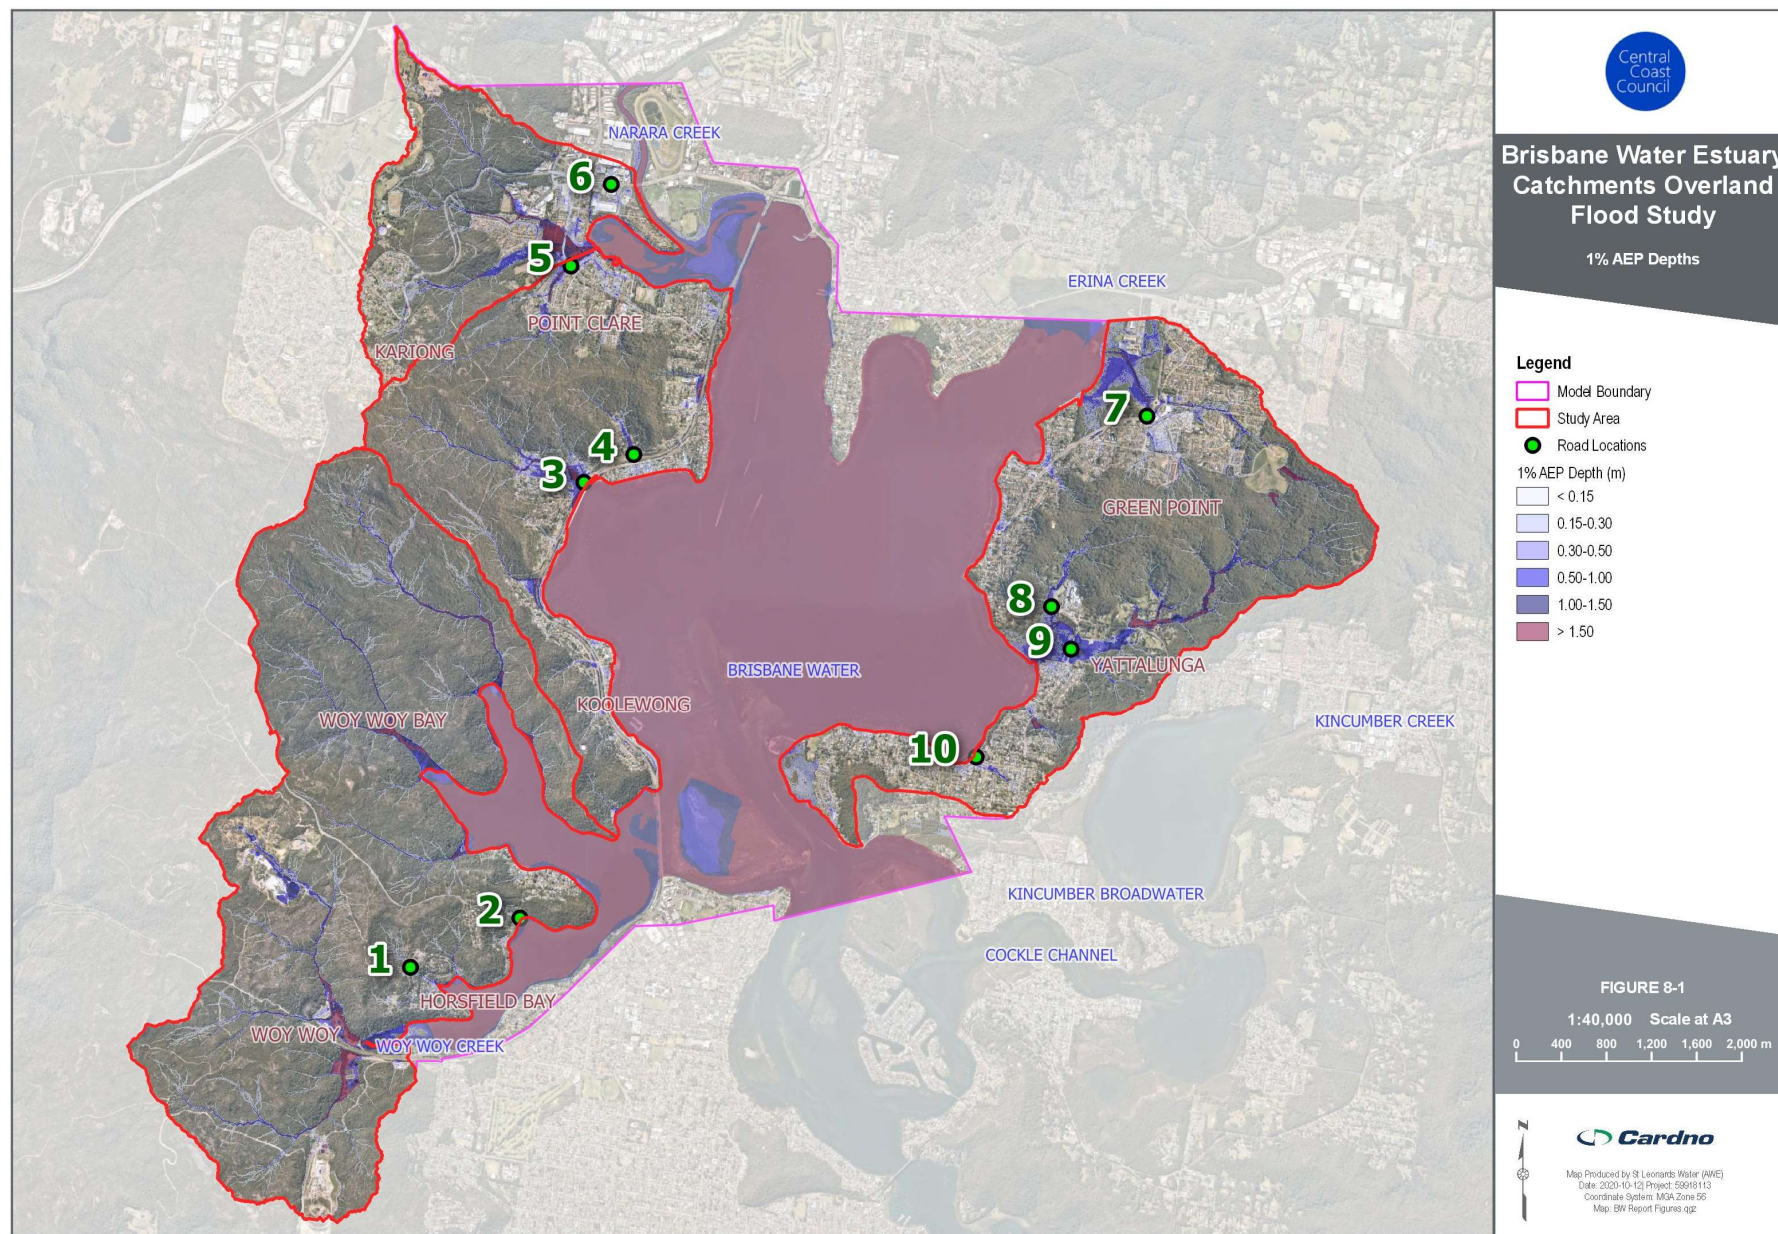 NARARA CREEK
6
5
ERINA CREEK
POINT CLARE
KARIONG
7
4
3
GREEN POINT
8
9
YATTALUNGA
BRISBANE WATER
KOOLEWONG
WOY WOY BAY
KINCUMBER CREEK
10
KINCUMBER BROADWATER
2
COCKLE CHANNEL
1
HORSFIELD BAY
WOY WOY
WOY WOY CREEK
Central
Coast
Council
Brisbane Water Estuary
Catchments Overland
Flood Study
1% AEP Depths
Legend
Model Boundary
Study Area
Road Locations
1% AEP Depth (m)
< 0.15
0.15-0.30
0.30-0.50
0.50-1.00
1.00-1.50
> 1.50
FIGURE 8-1
1:40,000 Scale at A3
0 400 800 1,200 1,600 2,000 m
N
Cardno
Map Produced by St Leonards Water (AWE)
Date: 2020-10-12| Project: 59918113
Coordinate System: MGA Zone 56
Map: BW Report Figures.qgz